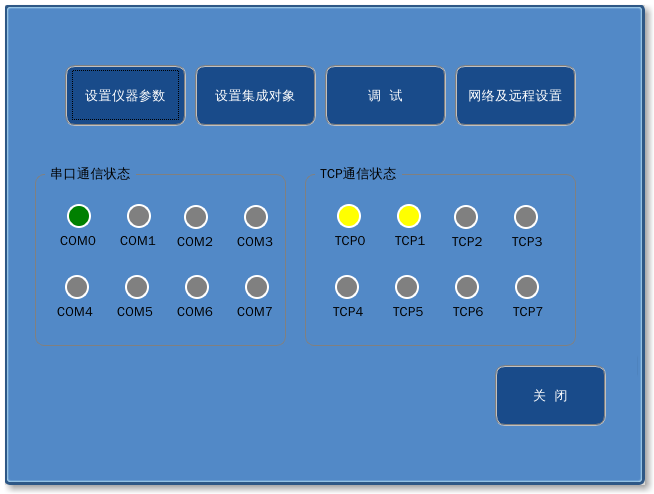 设置仪器参数 设置集成对象 调 试 网络及远程设置
串口通信状态 TCP通信状态
COM0 COM1 COM2 COM3 TCP0 TCP1 TCP2 TCP3
COM4 COM5 COM6 COM7 TCP4 TCP5 TCP6 TCP7
关 闭